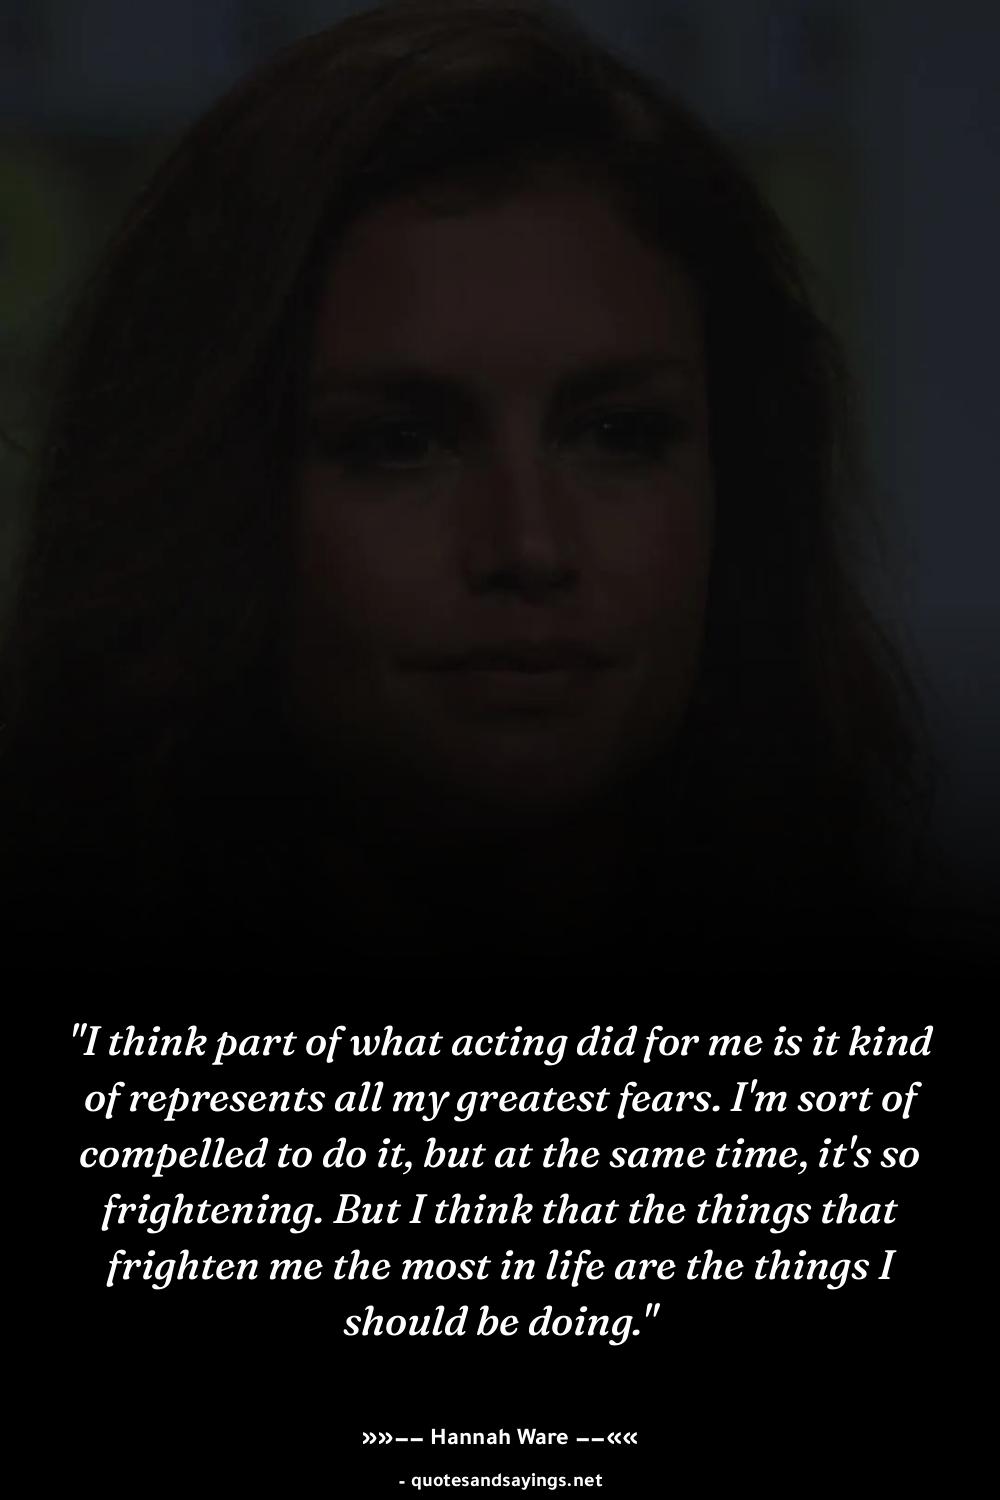 "I think part of what acting did for me is it kind
of represents all my greatest fears. I'm sort of
compelled to do it, but at the same time, it's so
frightening. But I think that the things that
frighten me the most in life are the things I
should be doing."
»»−− Hannah Ware −−««
- quotesandsayings.net